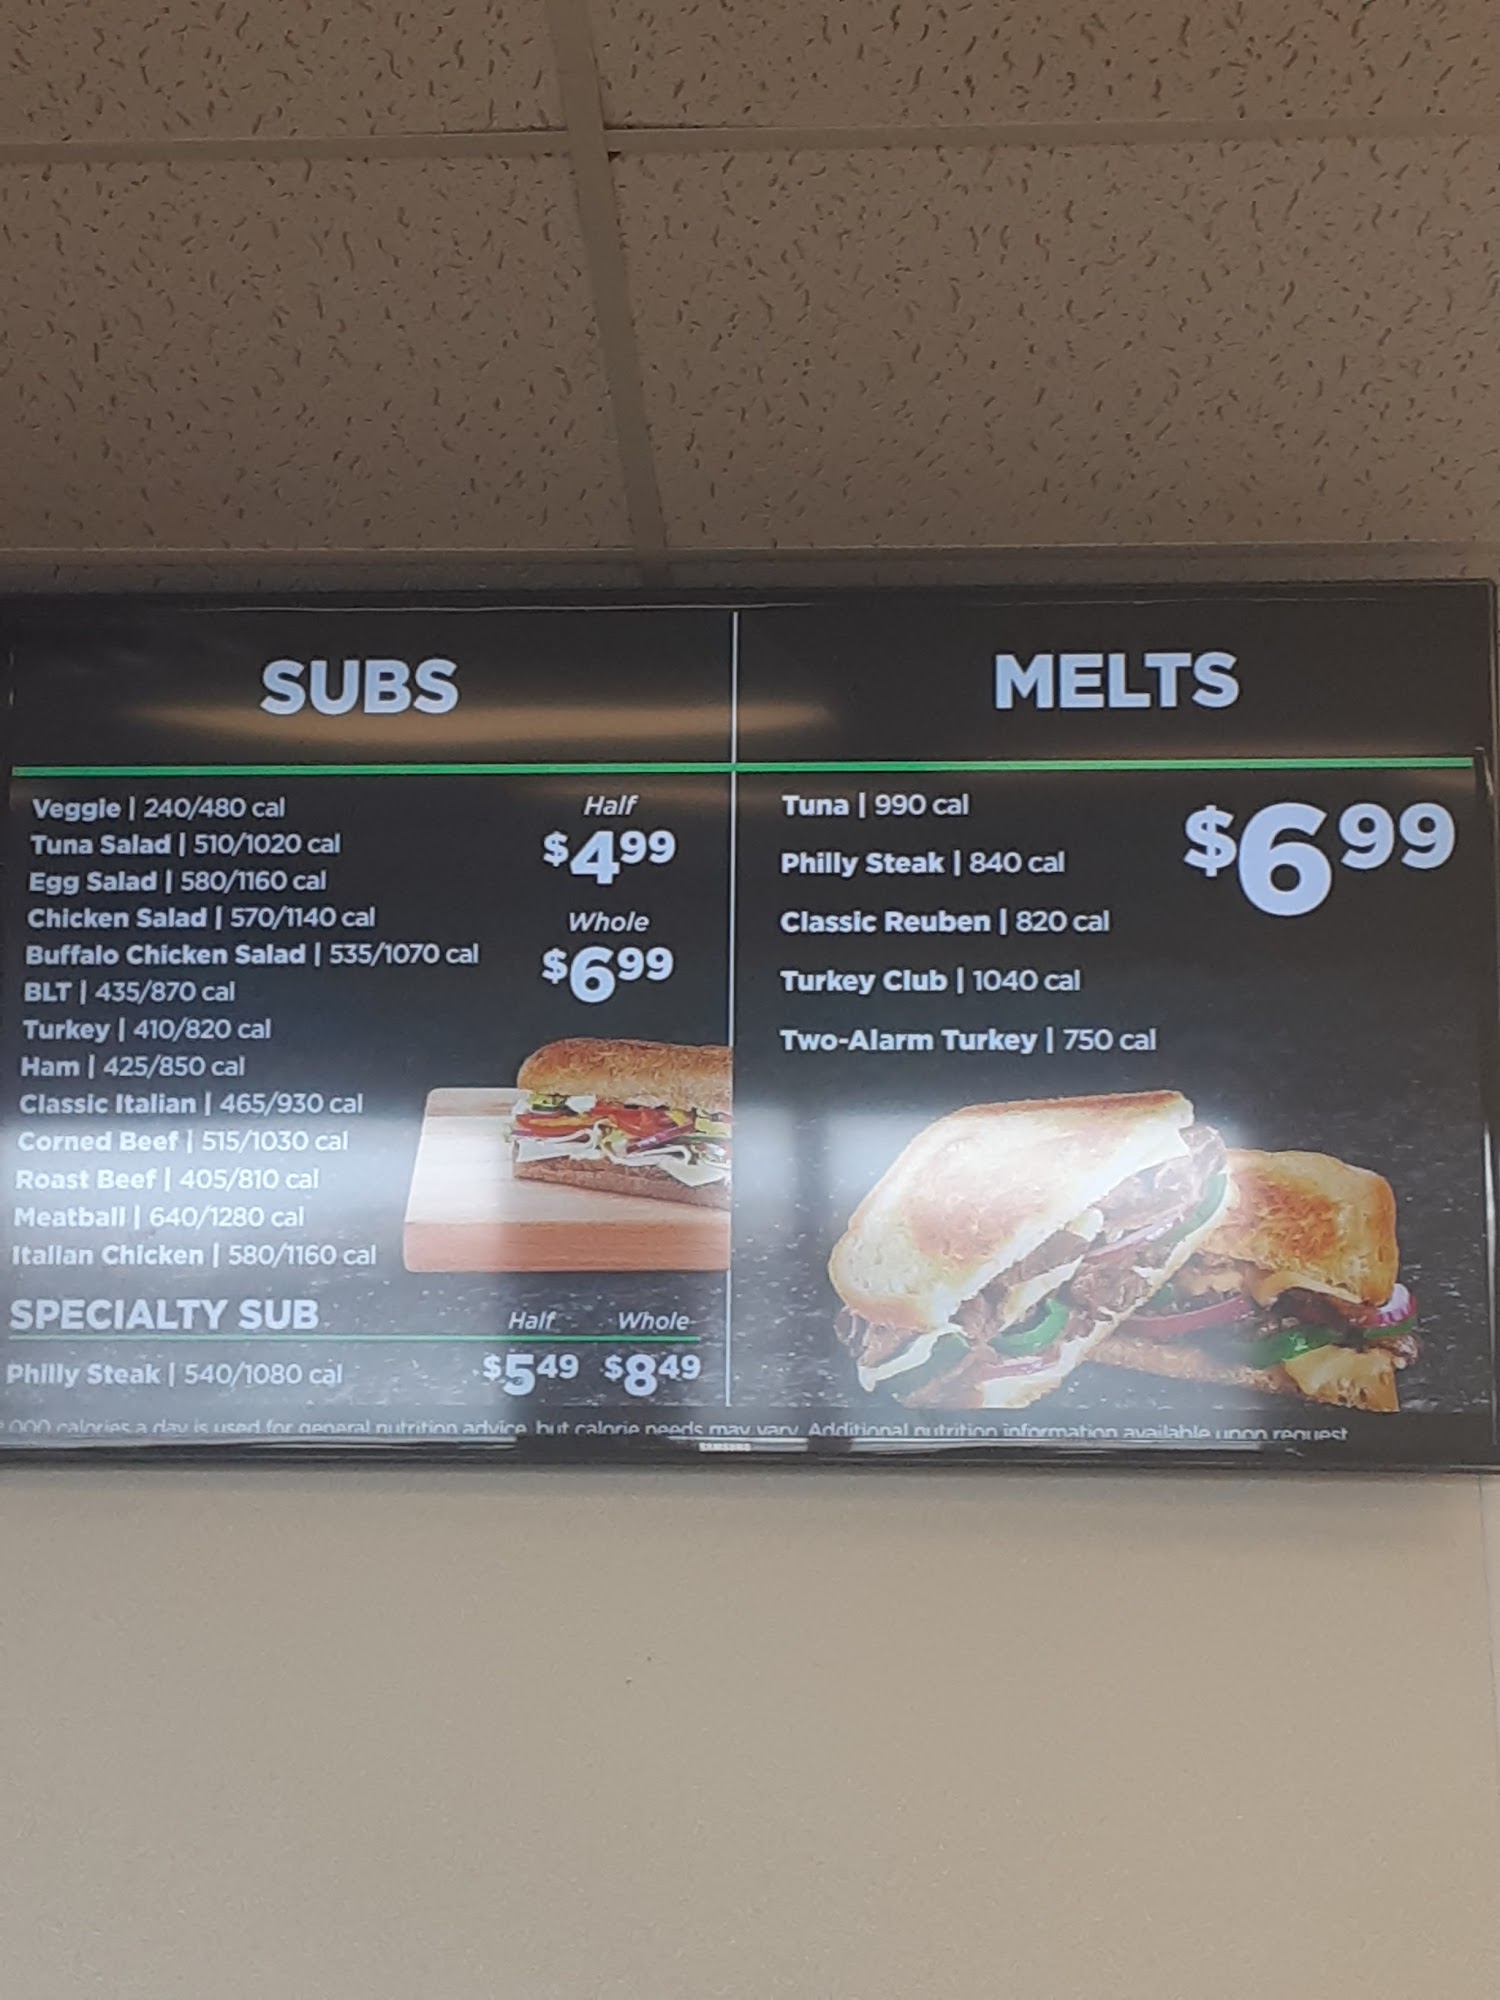 SUBS
Veggie | 240/480 cal
Tuna Salad | 510/1020 cal
Egg Salad | 580/1160 cal
Chicken Salad | 570/1140 cal
Buffalo Chicken Salad | 535/1070 cal
BLT | 435/870 cal
Turkey | 410/820 cal
Ham | 425/850 cal
Classic Italian | 465/930 cal
Corned Beef | 515/1030 cal
Roast Beef | 405/810 cal
Meatball | 640/1280 cal
Italian Chicken | 580/1160 cal
Half
$4.99
Whole
$6.99
SPECIALTY SUB
Half Whole
Philly Steak | 540/1080 cal $5.49 $8.49
MELTS
Tuna | 990 cal
Philly Steak | 840 cal
Classic Reuben | 820 cal
Turkey Club | 1040 cal
Two-Alarm Turkey | 750 cal
$6.99
,000 calories a day is used for general nutrition advice, but calorie needs may vary. Additional nutrition information available upon request
SAMSUNG